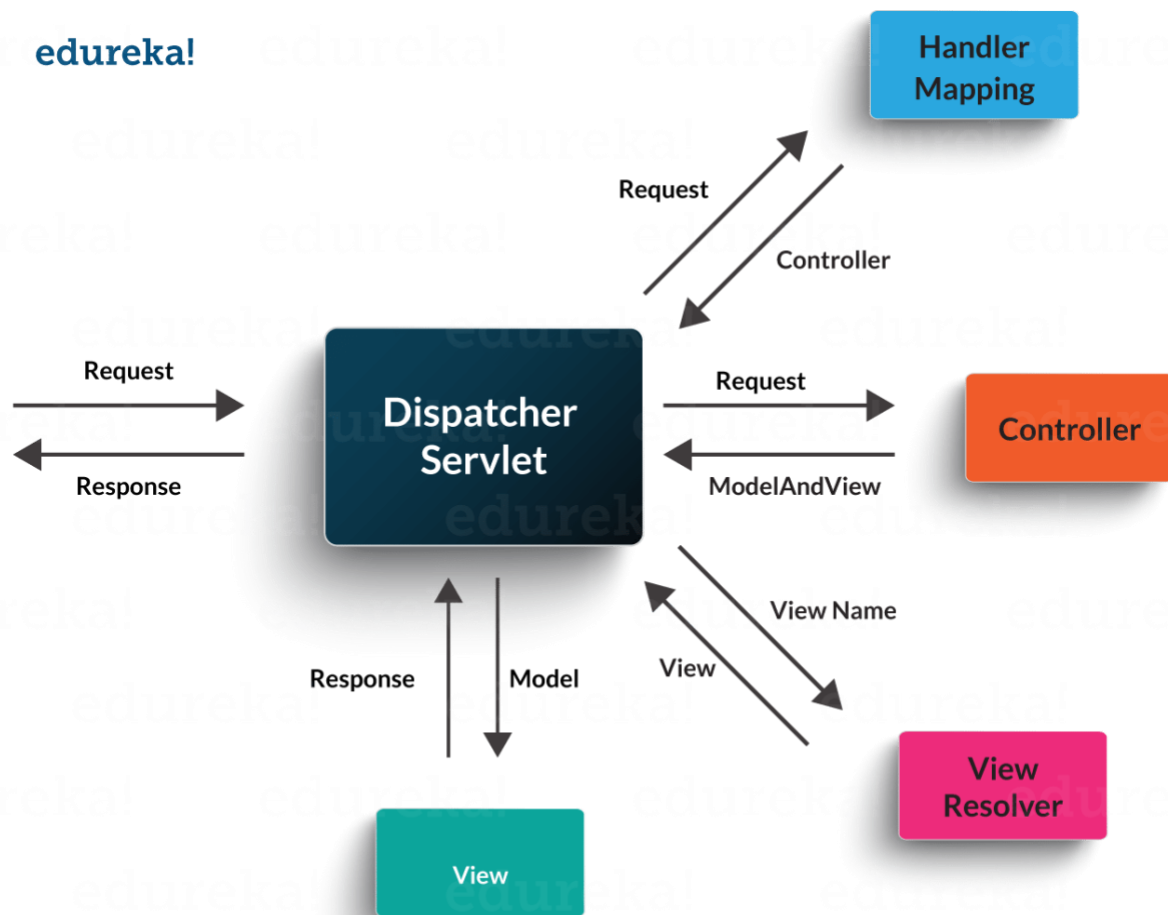 edureka!
Handler
Mapping
Request
Controller
Request
Response
Dispatcher
Servlet
Request
ModelAndView
Controller
View Name
View
Response
Model
View
Resolver
View